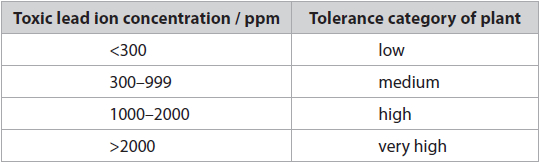 Toxic lead ion concentration / ppm Tolerance category of plant
<300 low
300–999 medium
1000–2000 high
>2000 very high